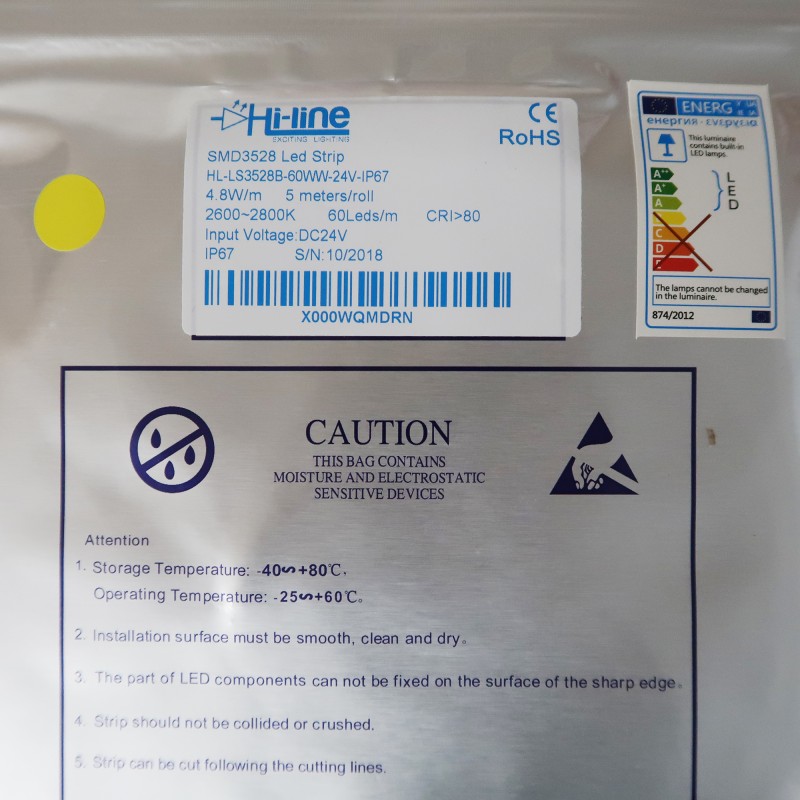 Hi-line
EXCITING LIGHTING
CE
RoHS
SMD3528 Led Strip
HL-LS3528B-60WW-24V-IP67
4.8W/m 5 meters/roll
2600~2800K 60Leds/m CRI>80
Input Voltage:DC24V
IP67 S/N:10/2018
X000WQMDRN
ENERG
енергия · ενεργεια
This luminaire
contains built-in
LED lamps.
A++
A+
A
B
C
D
E
L
E
D
The lamps cannot be changed
in the luminaire.
874/2012
CAUTION
THIS BAG CONTAINS
MOISTURE AND ELECTROSTATIC
SENSITIVE DEVICES
Attention
1. Storage Temperature: -40∽+80℃.
Operating Temperature: -25∽+60℃。
2. Installation surface must be smooth, clean and dry。
3. The part of LED components can not be fixed on the surface of the sharp edge。
4. Strip should not be collided or crushed.
5. Strip can be cut following the cutting lines.